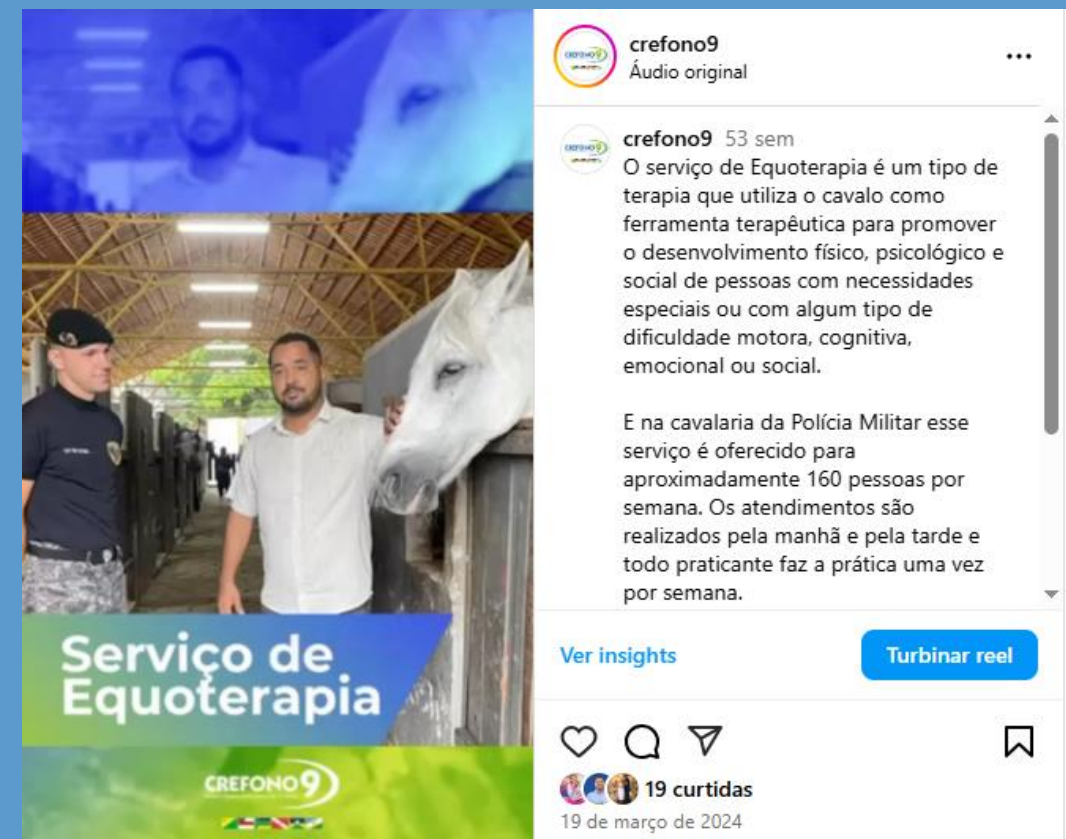 Serviço de
Equoterapia
CREFONO 9
crefono9
Áudio original
crefono9 53 sem
O serviço de Equoterapia é um tipo de
terapia que utiliza o cavalo como
ferramenta terapêutica para promover
o desenvolvimento físico, psicológico e
social de pessoas com necessidades
especiais ou com algum tipo de
dificuldade motora, cognitiva,
emocional ou social.
E na cavalaria da Polícia Militar esse
serviço é oferecido para
aproximadamente 160 pessoas por
semana. Os atendimentos são
realizados pela manhã e pela tarde e
todo praticante faz a prática uma vez
por semana.
Ver insights
Turbinar reel
19 curtidas
19 de março de 2024